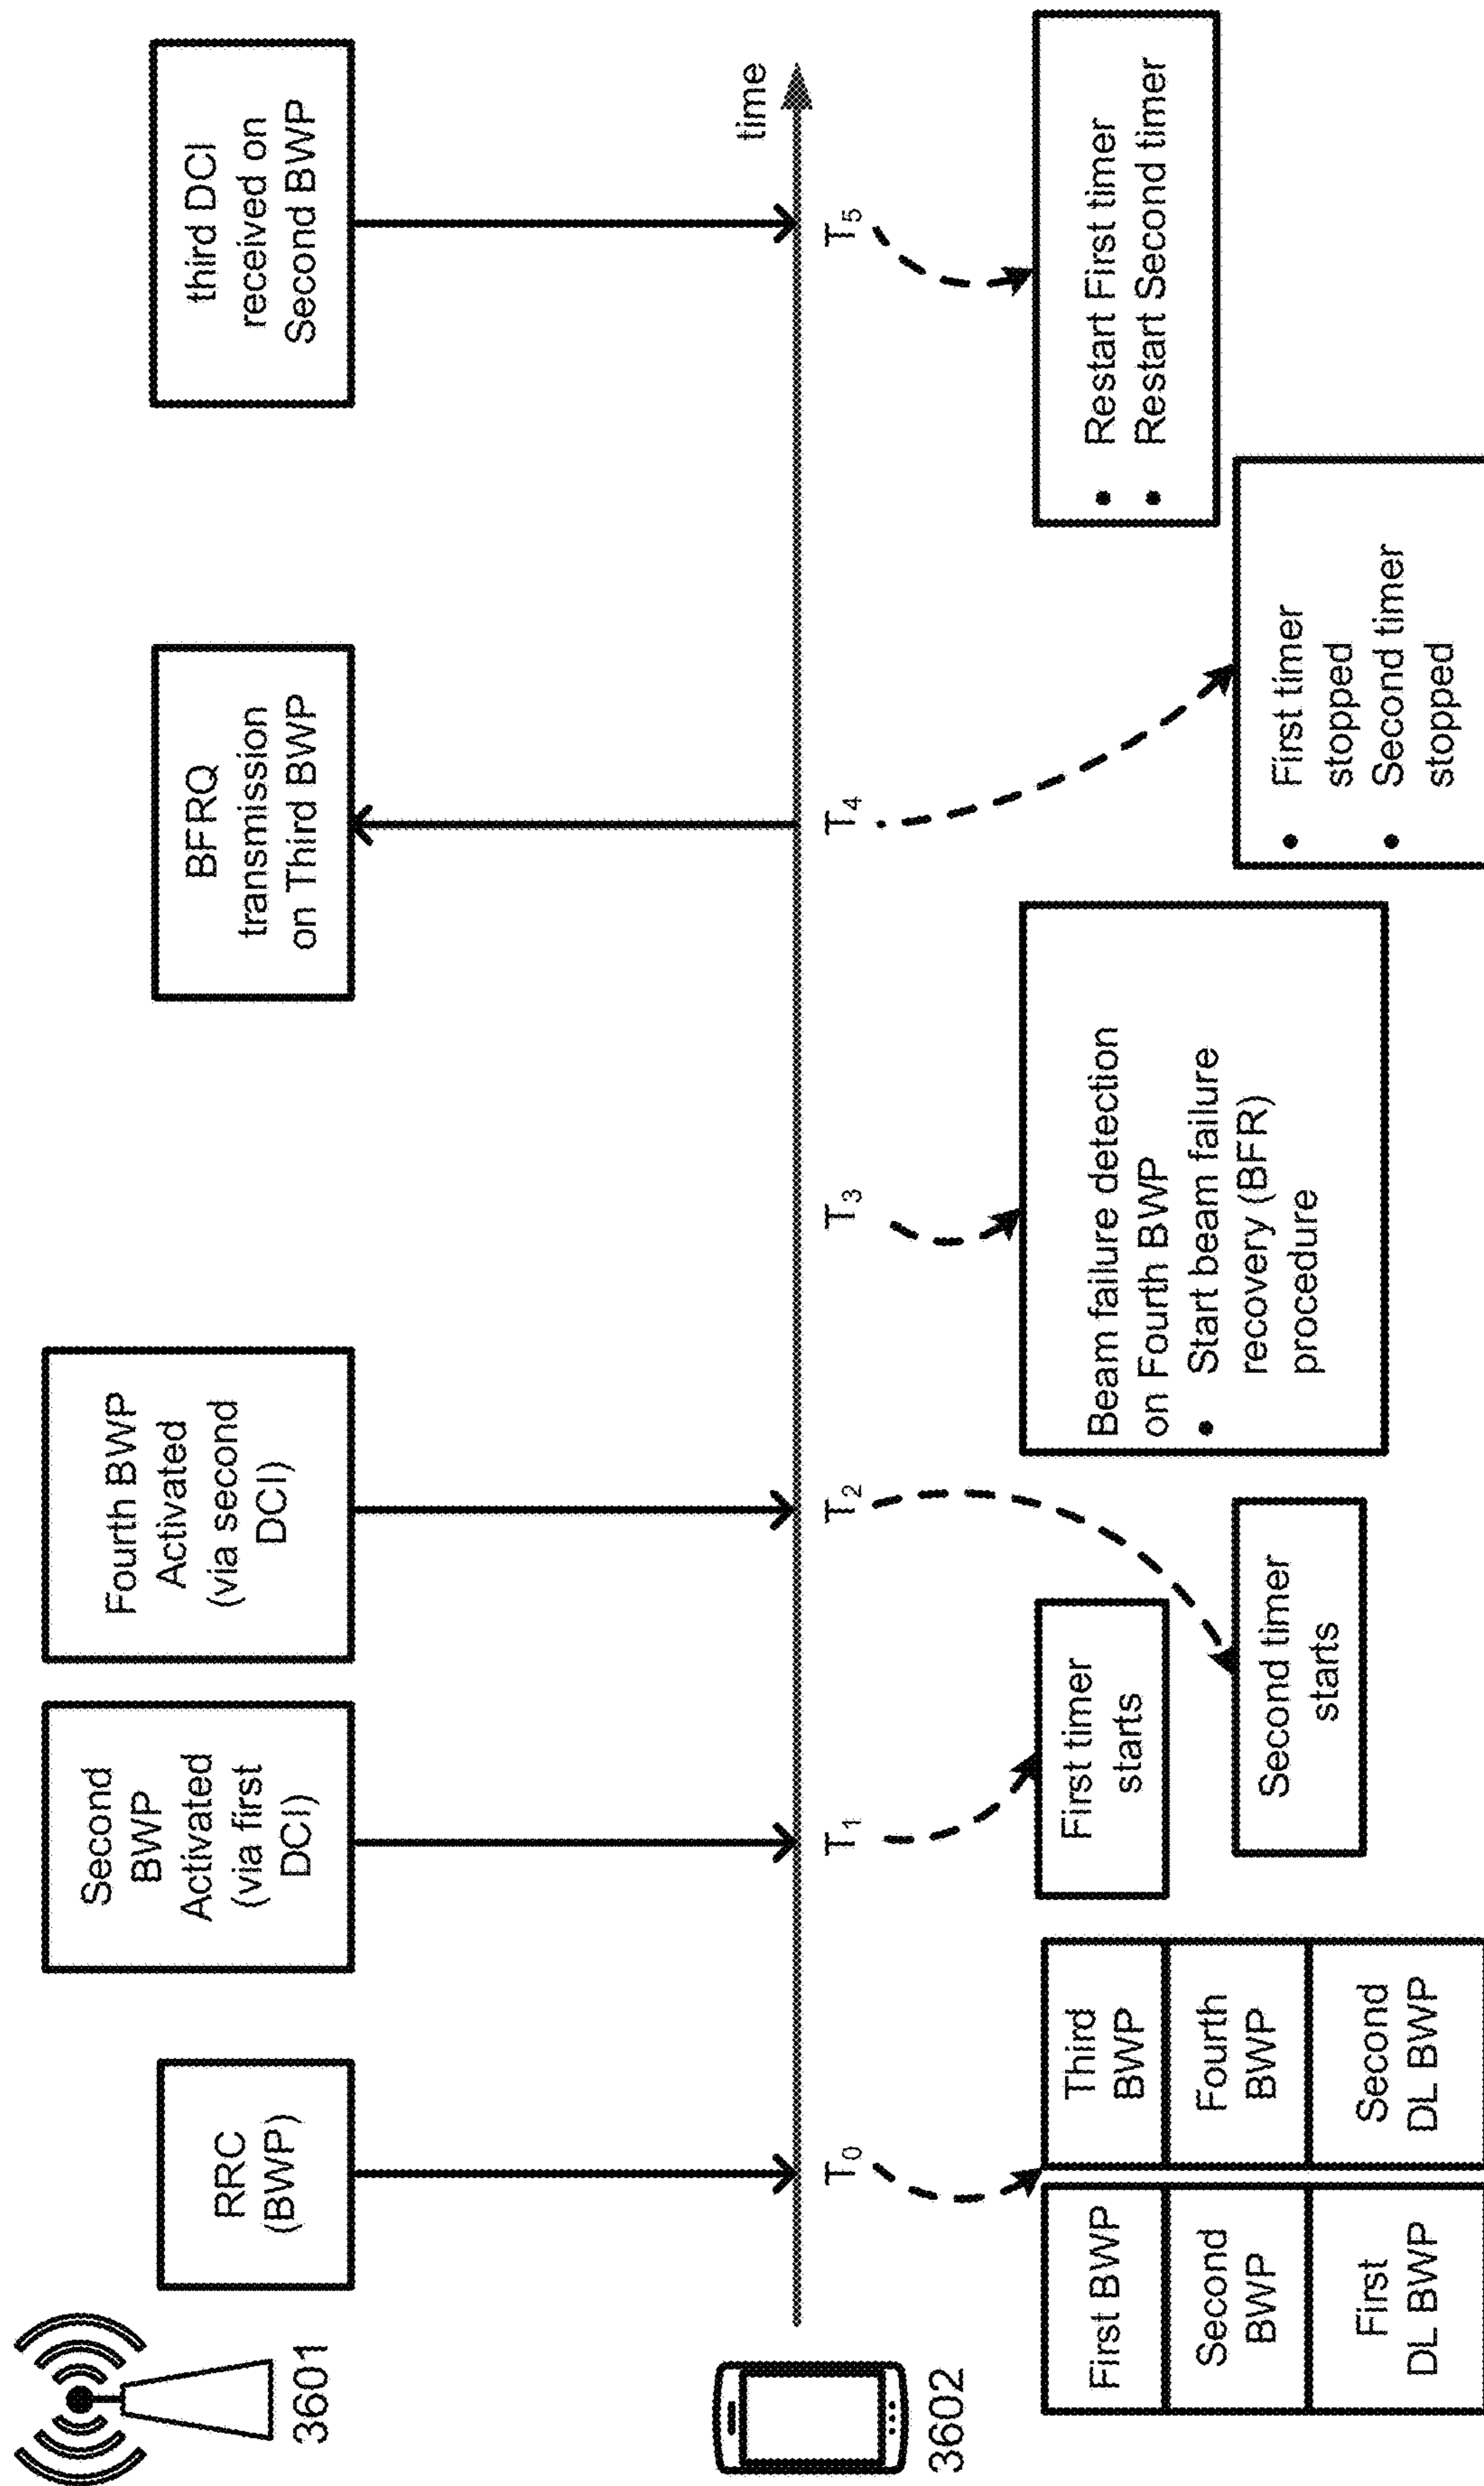 3601
RRC
(BWP)
Second
BWP
Activated
(via first
DCI)
Fourth BWP
Activated
(via second
DCI)
BFRQ
transmission
on Third BWP
third DCI
received on
Second BWP
time
3602
T0
T1
T2
T3
T4
T5
First BWP
Second
BWP
First
DL BWP
Third
BWP
Fourth
BWP
Second
DL BWP
First timer
starts
Second timer
starts
Beam failure detection
on Fourth BWP
• Start beam failure
recovery (BFR)
procedure
• First timer
stopped
• Second timer
stopped
• Restart First timer
• Restart Second timer